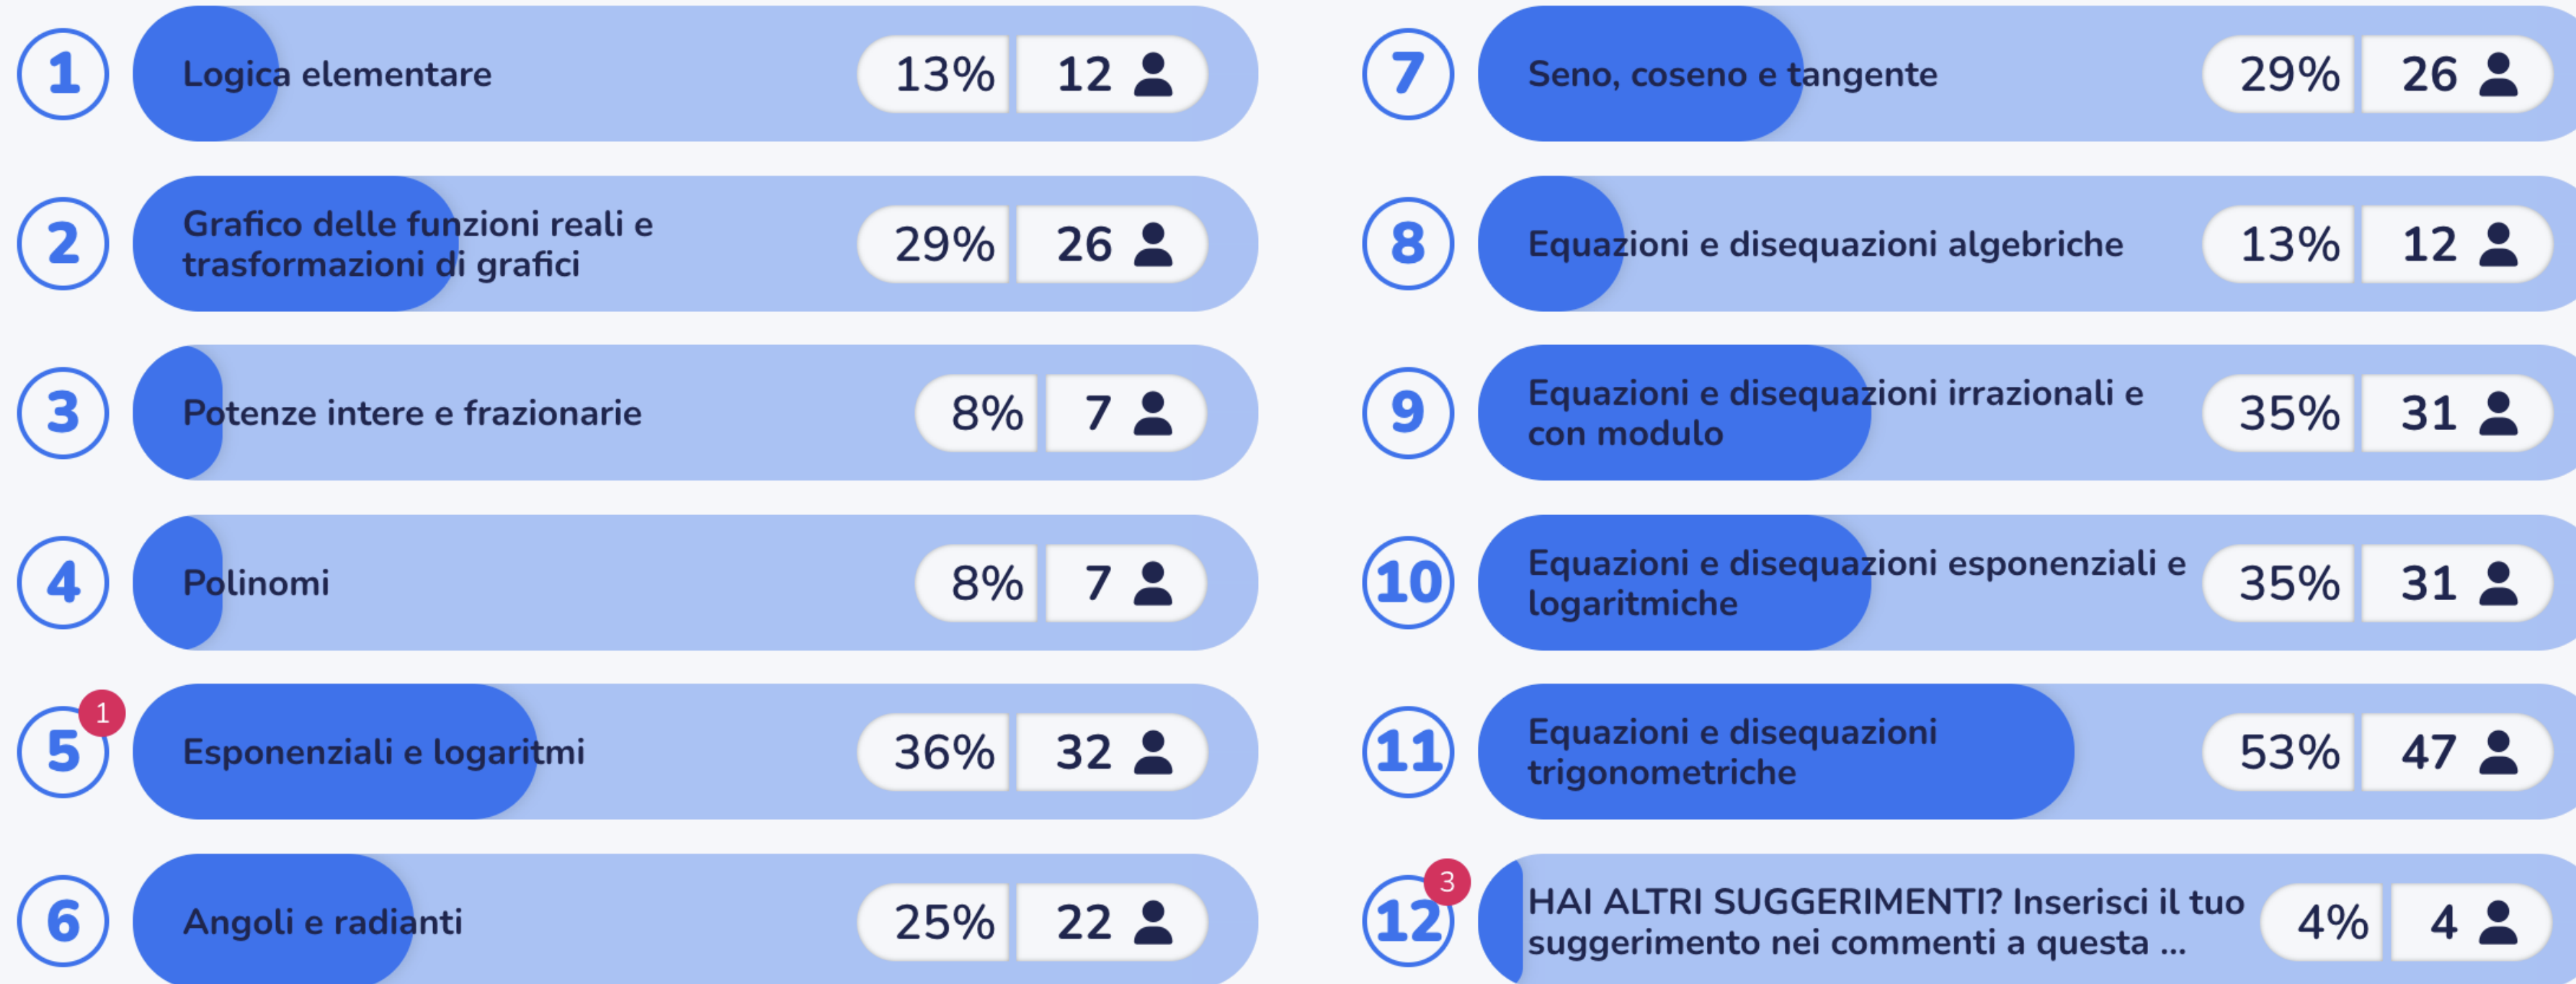 1
Logica elementare
13% 12
2
Grafico delle funzioni reali e
trasformazioni di grafici
29% 26
3
Potenze intere e frazionarie
8% 7
4
Polinomi
8% 7
5
1
Esponenziali e logaritmi
36% 32
6
Angoli e radianti
25% 22
7
Seno, coseno e tangente
29% 26
8
Equazioni e disequazioni algebriche
13% 12
9
Equazioni e disequazioni irrazionali e
con modulo
35% 31
10
Equazioni e disequazioni esponenziali e
logaritmiche
35% 31
11
Equazioni e disequazioni
trigonometriche
53% 47
12
3
HAI ALTRI SUGGERIMENTI? Inserisci il tuo
suggerimento nei commenti a questa ...
4% 4